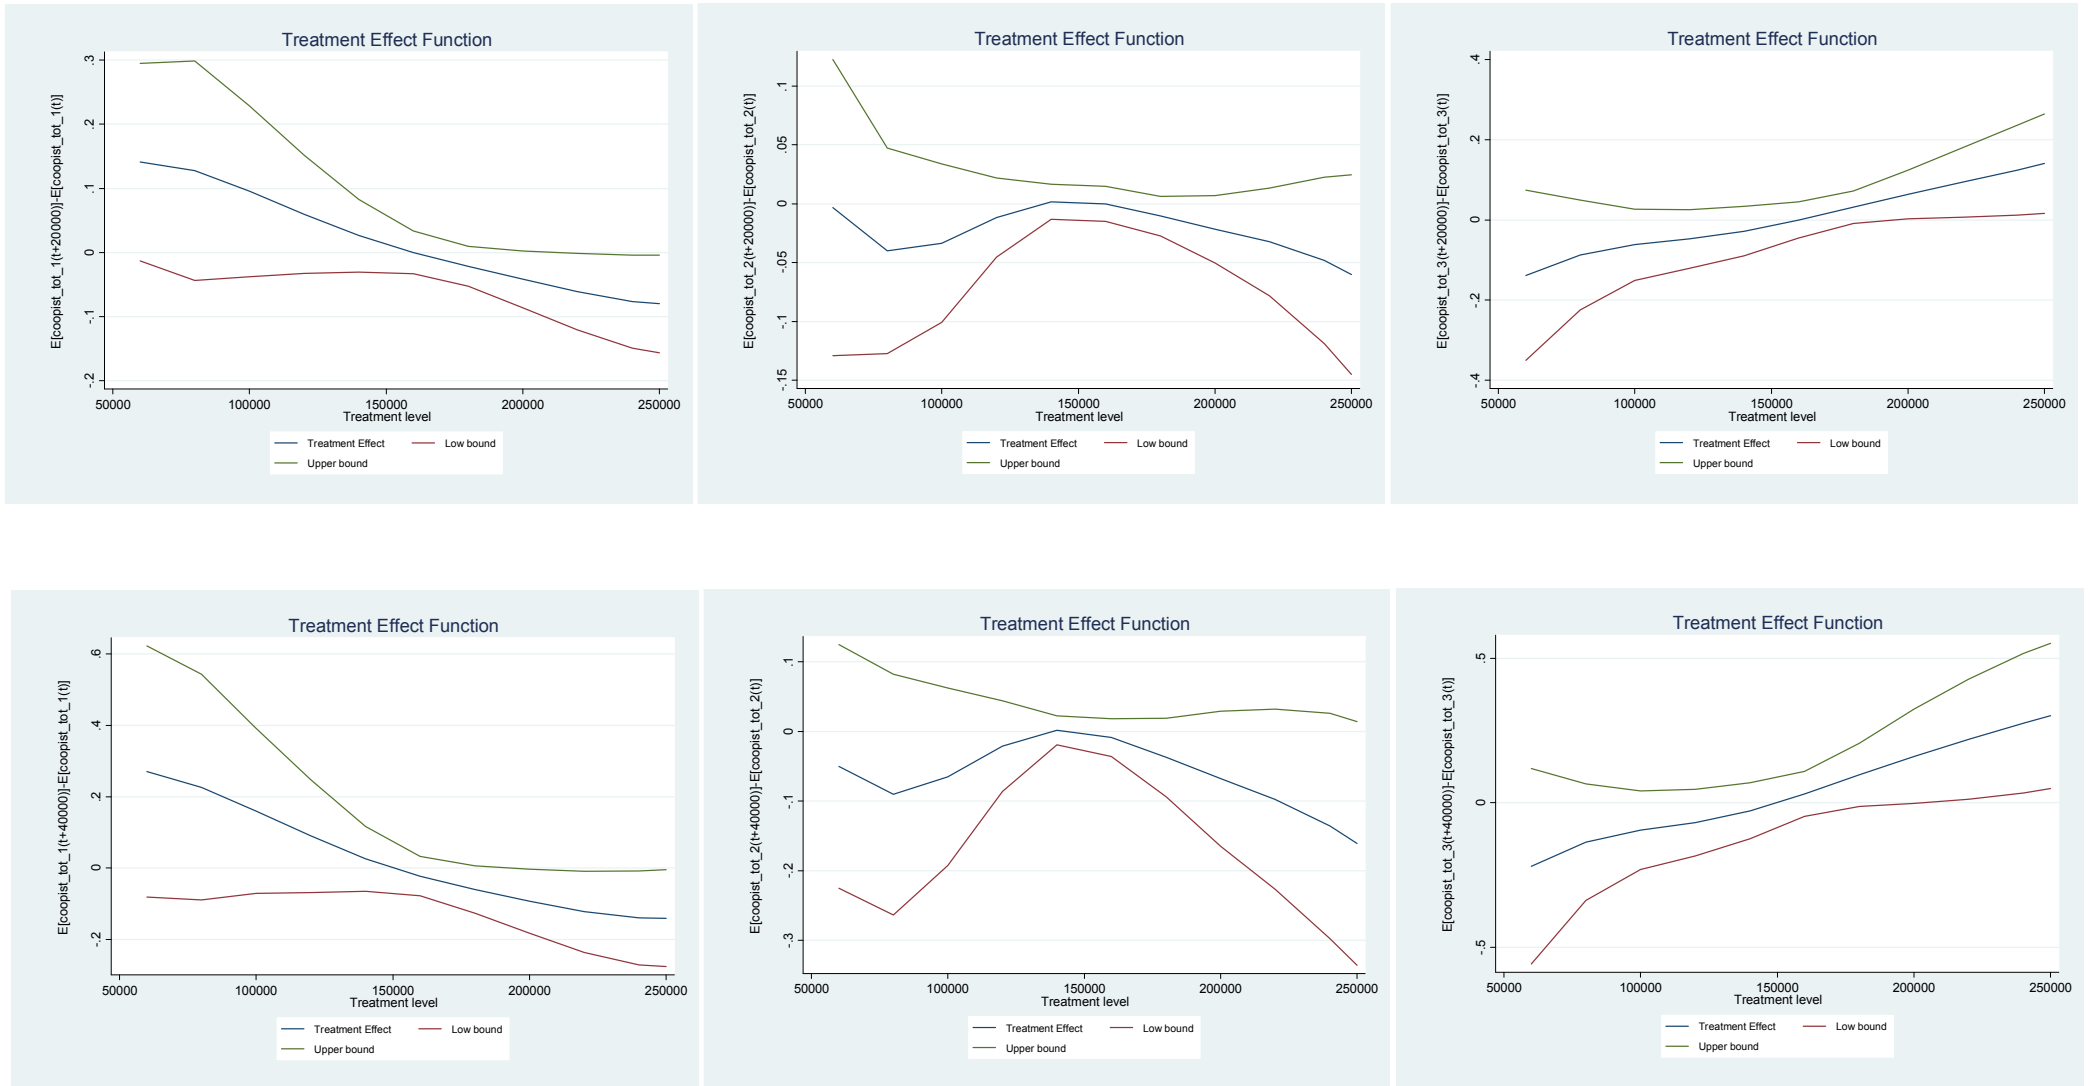 Treatment Effect Function
E[coopist_tot_1(t+20000)]-E[coopist_tot_1(t)]
.3
.2
.1
0
-.1
-.2
50000 100000 150000 200000 250000
Treatment level
Treatment Effect Low bound
Upper bound
Treatment Effect Function
E[coopist_tot_2(t+20000)]-E[coopist_tot_2(t)]
.1
.05
0
-.05
-.1
-.15
50000 100000 150000 200000 250000
Treatment level
Treatment Effect Low bound
Upper bound
Treatment Effect Function
E[coopist_tot_3(t+20000)]-E[coopist_tot_3(t)]
.4
.2
0
-.2
-.4
50000 100000 150000 200000 250000
Treatment level
Treatment Effect Low bound
Upper bound
Treatment Effect Function
E[coopist_tot_1(t+40000)]-E[coopist_tot_1(t)]
.6
.4
.2
0
-.2
50000 100000 150000 200000 250000
Treatment level
Treatment Effect Low bound
Upper bound
Treatment Effect Function
E[coopist_tot_2(t+40000)]-E[coopist_tot_2(t)]
.1
0
-.1
-.2
-.3
50000 100000 150000 200000 250000
Treatment level
Treatment Effect Low bound
Upper bound
Treatment Effect Function
E[coopist_tot_3(t+40000)]-E[coopist_tot_3(t)]
.5
0
-.5
50000 100000 150000 200000 250000
Treatment level
Treatment Effect Low bound
Upper bound